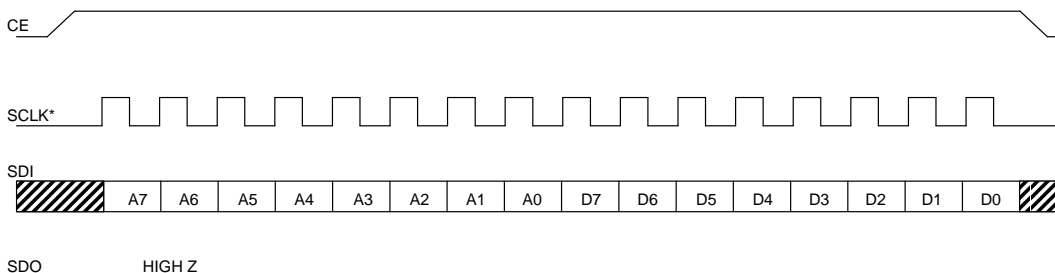 CE
SCLK*
SDI
A7 A6 A5 A4 A3 A2 A1 A0 D7 D6 D5 D4 D3 D2 D1 D0
SDO HIGH Z